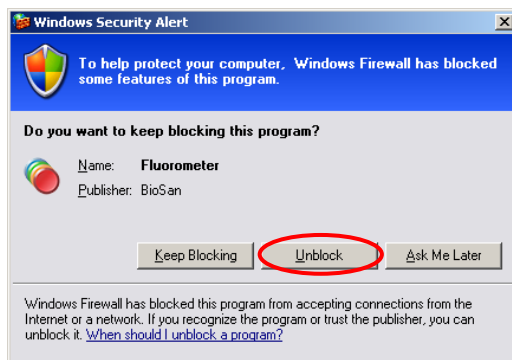 Windows Security Alert
To help protect your computer, Windows Firewall has blocked
some features of this program.
Do you want to keep blocking this program?
Name: Fluorometer
Publisher: BioSan
Keep Blocking Unblock Ask Me Later
Windows Firewall has blocked this program from accepting connections from the
Internet or a network. If you recognize the program or trust the publisher, you can
unblock it. When should I unblock a program?